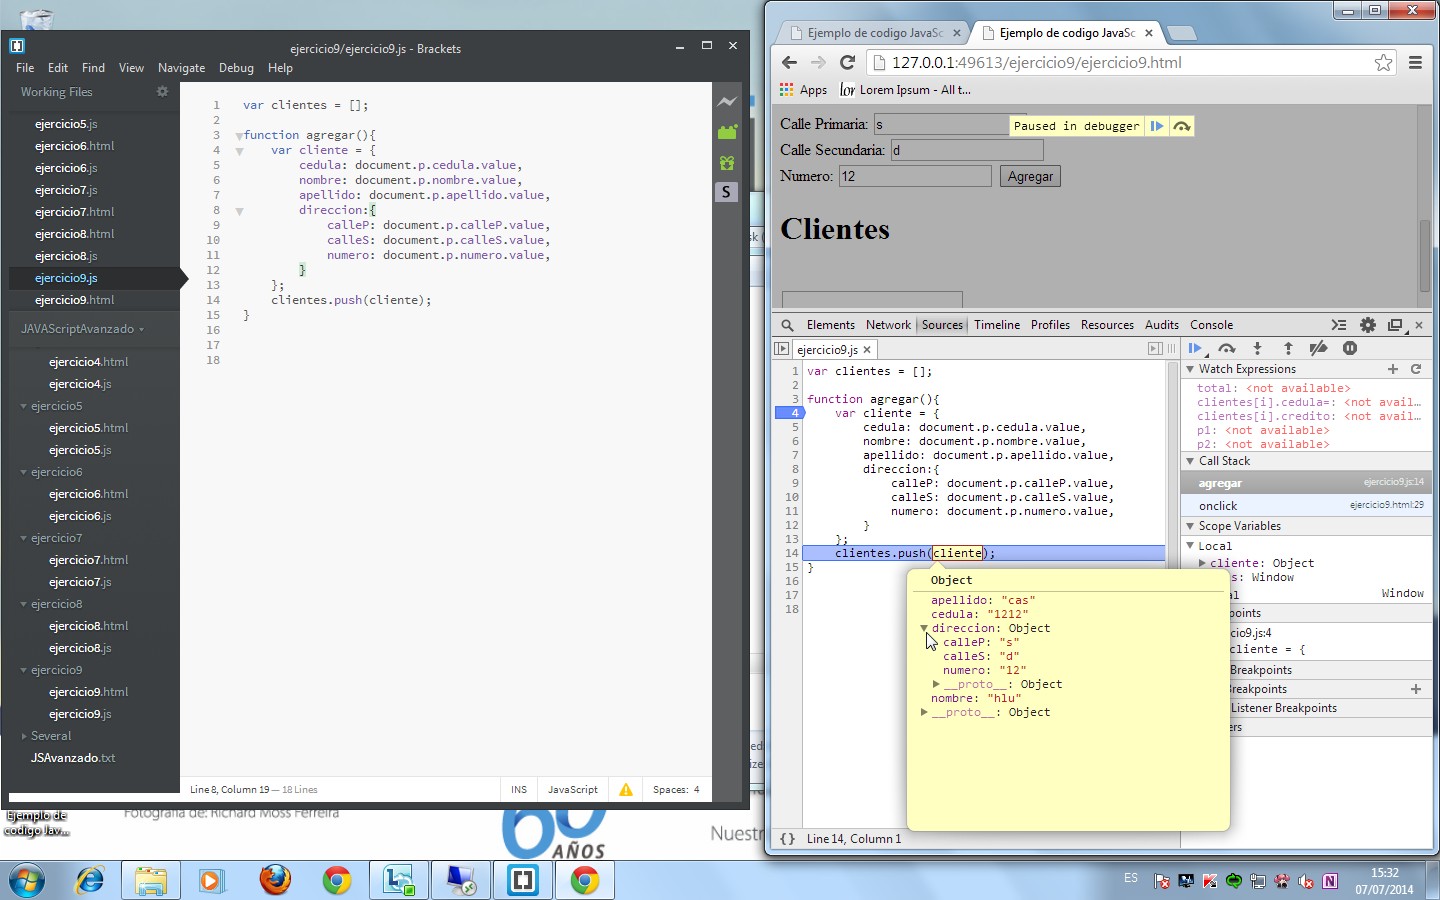 ejercicio9/ejercicio9.js - Brackets
File Edit Find View Navigate Debug Help
Working Files
ejercicio5.js
ejercicio6.html
ejercicio6.js
ejercicio7.js
ejercicio7.html
ejercicio8.html
ejercicio8.js
ejercicio9.js
ejercicio9.html
JAVAScriptAvanzado
ejercicio4.html
ejercicio4.js
ejercicio5
ejercicio5.html
ejercicio5.js
ejercicio6
ejercicio6.html
ejercicio6.js
ejercicio7
ejercicio7.html
ejercicio7.js
ejercicio8
ejercicio8.html
ejercicio8.js
ejercicio9
ejercicio9.html
ejercicio9.js
Several
JSAvanzado.txt
1 var clientes = [];
2
3 function agregar(){
4 var cliente = {
5 cedula: document.p.cedula.value,
6 nombre: document.p.nombre.value,
7 apellido: document.p.apellido.value,
8 direccion:{
9 calleP: document.p.calleP.value,
10 calleS: document.p.calleS.value,
11 numero: document.p.numero.value,
12 }
13 };
14 clientes.push(cliente);
15 }
16
17
18
S
Line 8, Column 19 — 18 Lines
INS JavaScript Spaces: 4
Ejemplo de
codigo Jav...
Fotografia de: Richard Moss Ferreira
60
AÑOS
Nuestr
Ejemplo de codigo JavaSc
Ejemplo de codigo JavaSc
127.0.0.1:49613/ejercicio9/ejercicio9.html
Apps lor Lorem Ipsum - All t...
Calle Primaria: s
Paused in debugger
Calle Secundaria: d
Numero: 12 Agregar
Clientes
Elements Network Sources Timeline Profiles Resources Audits Console
ejercicio9.js
1 var clientes = [];
2
3 function agregar(){
4 var cliente = {
5 cedula: document.p.cedula.value,
6 nombre: document.p.nombre.value,
7 apellido: document.p.apellido.value,
8 direccion:{
9 calleP: document.p.calleP.value,
10 calleS: document.p.calleS.value,
11 numero: document.p.numero.value,
12 }
13 };
14 clientes.push(cliente);
15 }
16
17
18
Object
apellido: "cas"
cedula: "1212"
direccion: Object
calleP: "s"
calleS: "d"
numero: "12"
__proto__: Object
nombre: "hlu"
__proto__: Object
{ } Line 14, Column 1
Watch Expressions
total: <not available>
clientes[i].cedula=: <not avail...
clientes[i].credito: <not avail...
p1: <not available>
p2: <not available>
Call Stack
agregar ejercicio9.js:14
onclick ejercicio9.html:29
Scope Variables
Local
cliente: Object
s: Window
al Window
points
cio9.js:4
cliente = {
Breakpoints
reakpoints
Listener Breakpoints
ers
ES
N
15:32
07/07/2014